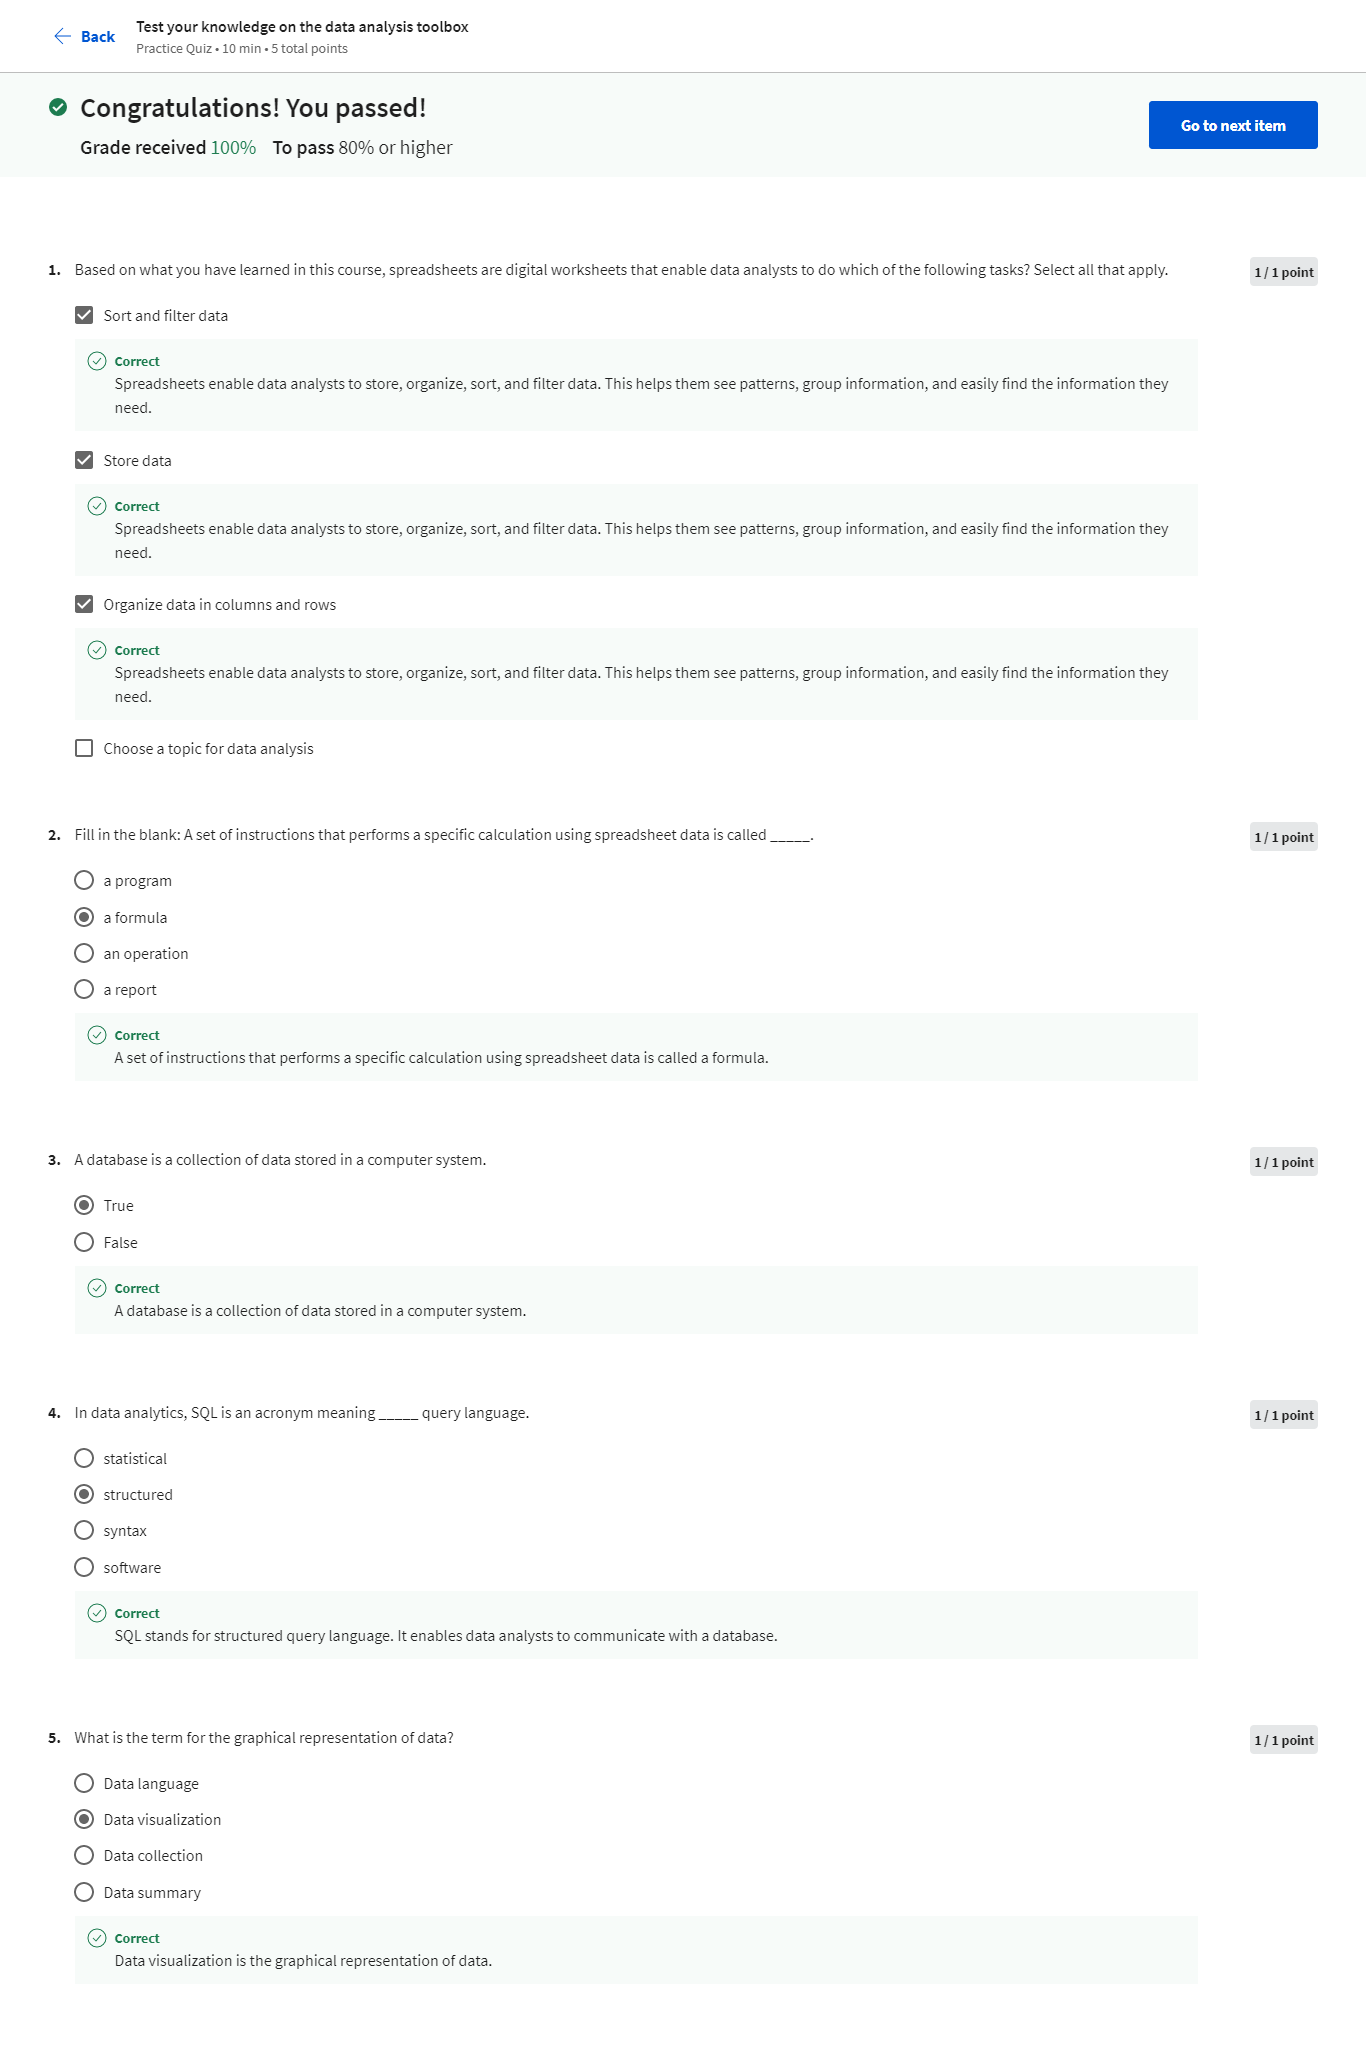 Back
Test your knowledge on the data analysis toolbox
Practice Quiz • 10 min • 5 total points
Congratulations! You passed!
Grade received 100% To pass 80% or higher
Go to next item
1. Based on what you have learned in this course, spreadsheets are digital worksheets that enable data analysts to do which of the following tasks? Select all that apply.
1 / 1 point
Sort and filter data
Correct
Spreadsheets enable data analysts to store, organize, sort, and filter data. This helps them see patterns, group information, and easily find the information they
need.
Store data
Correct
Spreadsheets enable data analysts to store, organize, sort, and filter data. This helps them see patterns, group information, and easily find the information they
need.
Organize data in columns and rows
Correct
Spreadsheets enable data analysts to store, organize, sort, and filter data. This helps them see patterns, group information, and easily find the information they
need.
Choose a topic for data analysis
2. Fill in the blank: A set of instructions that performs a specific calculation using spreadsheet data is called _____.
1 / 1 point
a program
a formula
an operation
a report
Correct
A set of instructions that performs a specific calculation using spreadsheet data is called a formula.
3. A database is a collection of data stored in a computer system.
1 / 1 point
True
False
Correct
A database is a collection of data stored in a computer system.
4. In data analytics, SQL is an acronym meaning _____ query language.
1 / 1 point
statistical
structured
syntax
software
Correct
SQL stands for structured query language. It enables data analysts to communicate with a database.
5. What is the term for the graphical representation of data?
1 / 1 point
Data language
Data visualization
Data collection
Data summary
Correct
Data visualization is the graphical representation of data.